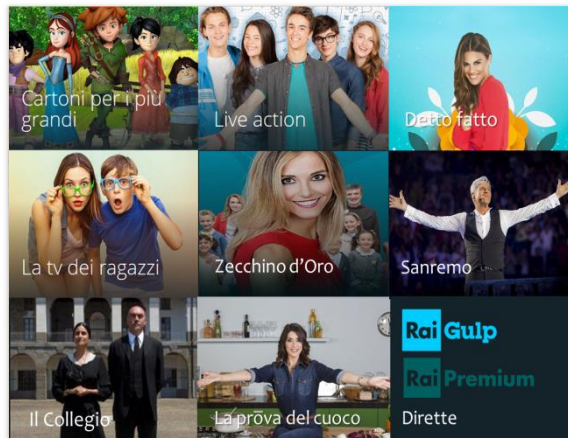 Cartoni per i più
grandi
Live action
Detto fatto
La tv dei ragazzi
Zecchino d'Oro
Sanremo
Il Collegio
La prova del cuoco
Rai Gulp
Rai Premium
Dirette